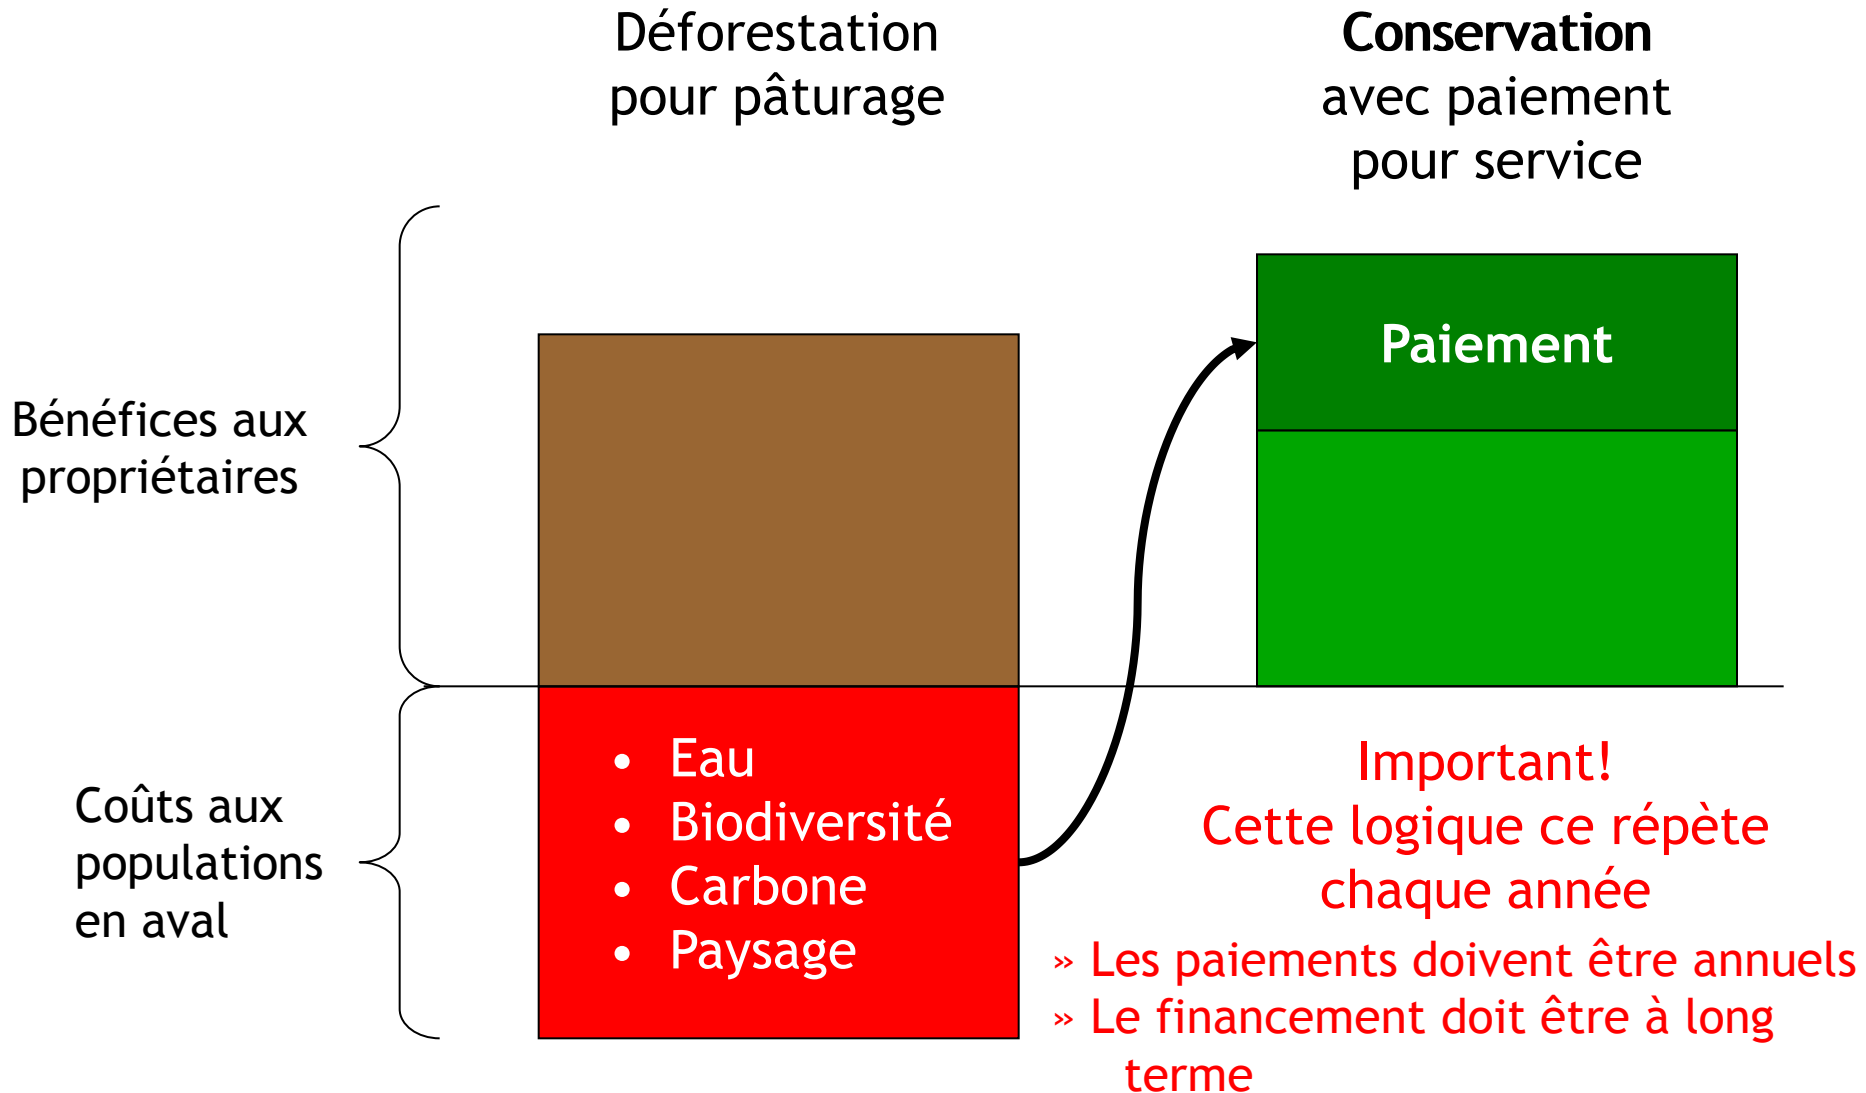 Déforestation
pour pâturage
Conservation
avec paiement
pour service
Bénéfices aux
propriétaires
Paiement
Coûts aux
populations
en aval
• Eau
• Biodiversité
• Carbone
• Paysage
Important!
Cette logique ce répète
chaque année
» Les paiements doivent être annuels
» Le financement doit être à long
terme